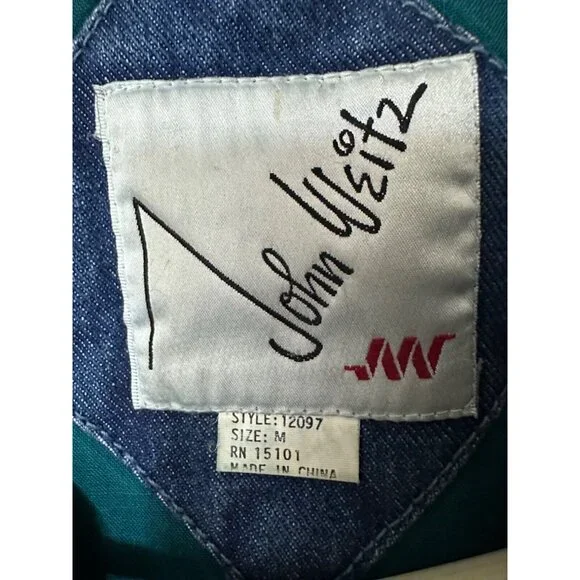 John Weitz
JW
STYLE:12097
SIZE: M
RN 15101
MADE IN CHINA